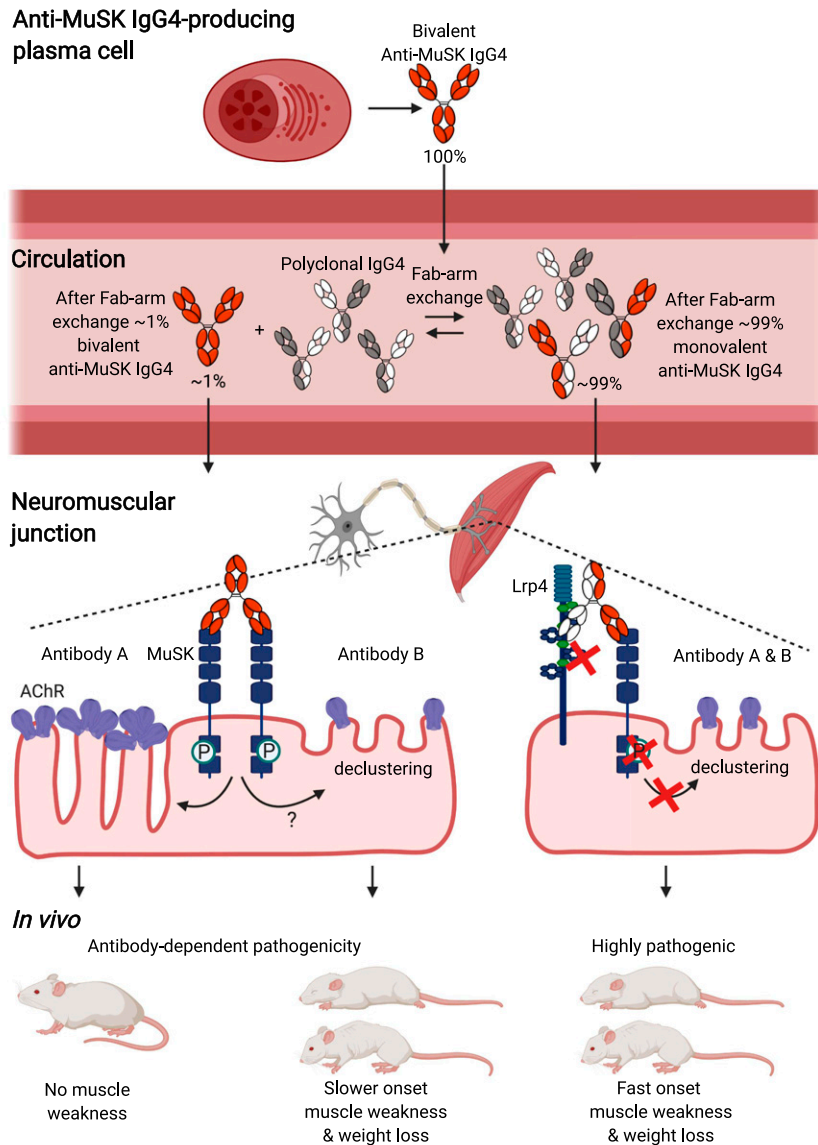 Anti-MuSK IgG4-producing
plasma cell
Bivalent
Anti-MuSK IgG4
100%
Circulation
After Fab-arm
exchange ~1%
bivalent
anti-MuSK IgG4
~1%
+
Polyclonal IgG4
Fab-arm
exchange
~99%
After Fab-arm
exchange ~99%
monovalent
anti-MuSK IgG4
Neuromuscular
junction
Antibody A
MuSK
Antibody B
AChR
P
P
declustering
?
Lrp4
Antibody A & B
P
declustering
In vivo
Antibody-dependent pathogenicity
Highly pathogenic
No muscle
weakness
Slower onset
muscle weakness
& weight loss
Fast onset
muscle weakness
& weight loss